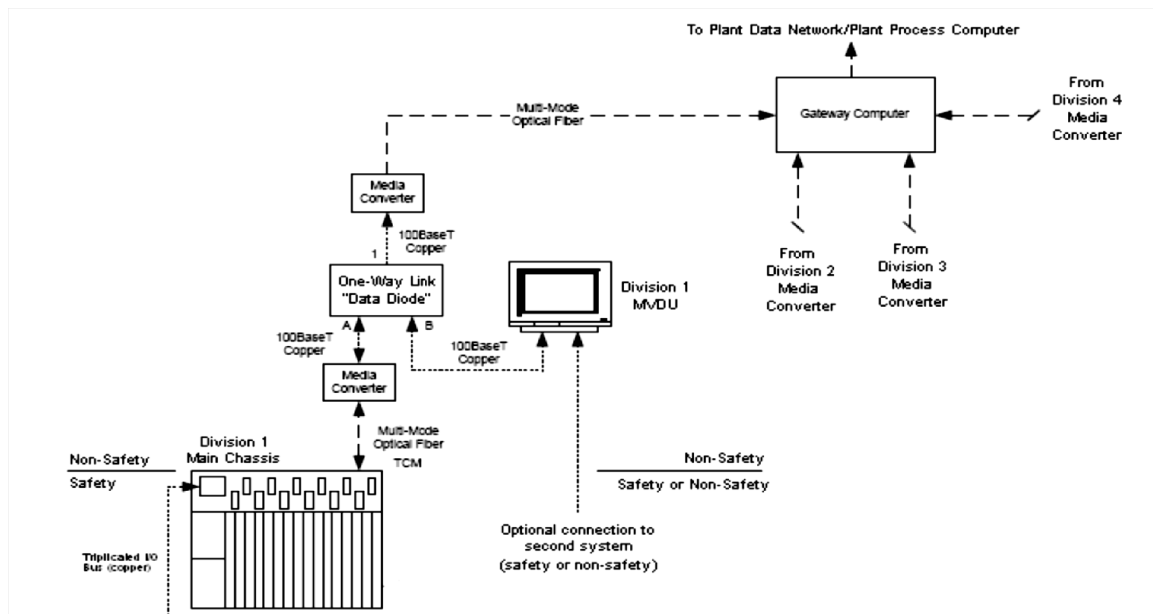 To Plant Data Network/Plant Process Computer
Gateway Computer
From
Division 4
Media
Converter
Multi-Mode
Optical Fiber
Media
Converter
100BaseT
Copper
1
One-Way Link
"Data Diode"
A
B
Division 1
MVDU
From
Division 2
Media
Converter
From
Division 3
Media
Converter
100BaseT
Copper
100BaseT
Copper
Media
Converter
Multi-Mode
Optical Fiber
TCM
Division 1
Main Chassis
Non-Safety
Safety
Non-Safety
Safety or Non-Safety
Optional connection to
second system
(safety or non-safety)
Triplicated I/O
Bus (copper)